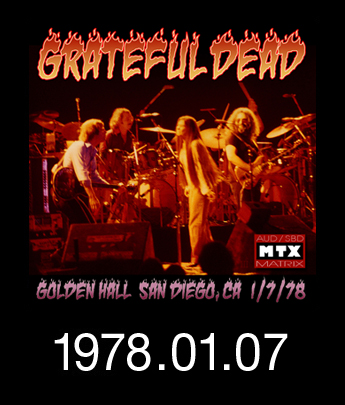 GRATEFUL DEAD
AUD/SBD
MTX
MATRIX
GOLDEN HALL SAN DIEGO, CA 1/7/78
1978.01.07